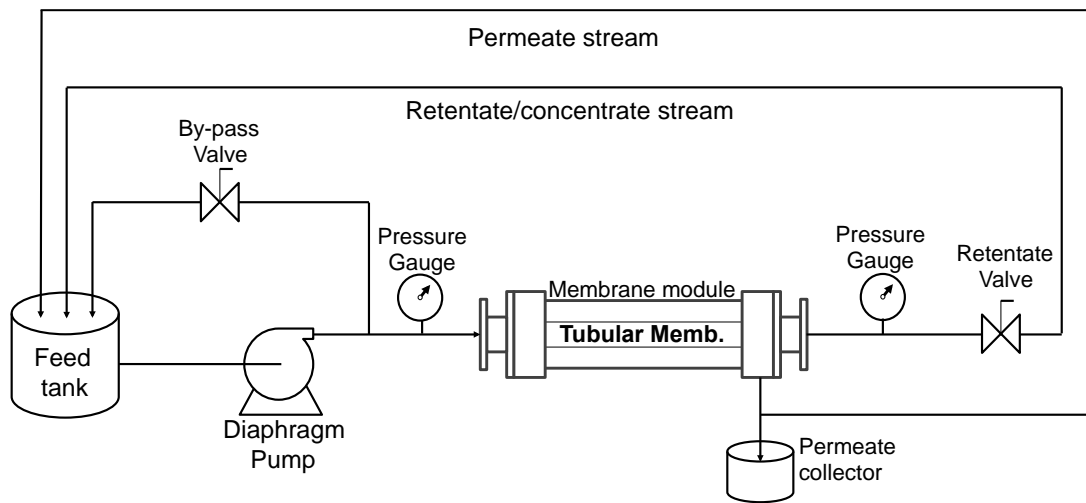 Permeate stream
Retentate/concentrate stream
By-pass
Valve
Pressure
Gauge
Pressure
Gauge
Retentate
Valve
Membrane module
Tubular Memb.
Feed
tank
Diaphragm
Pump
Permeate
collector